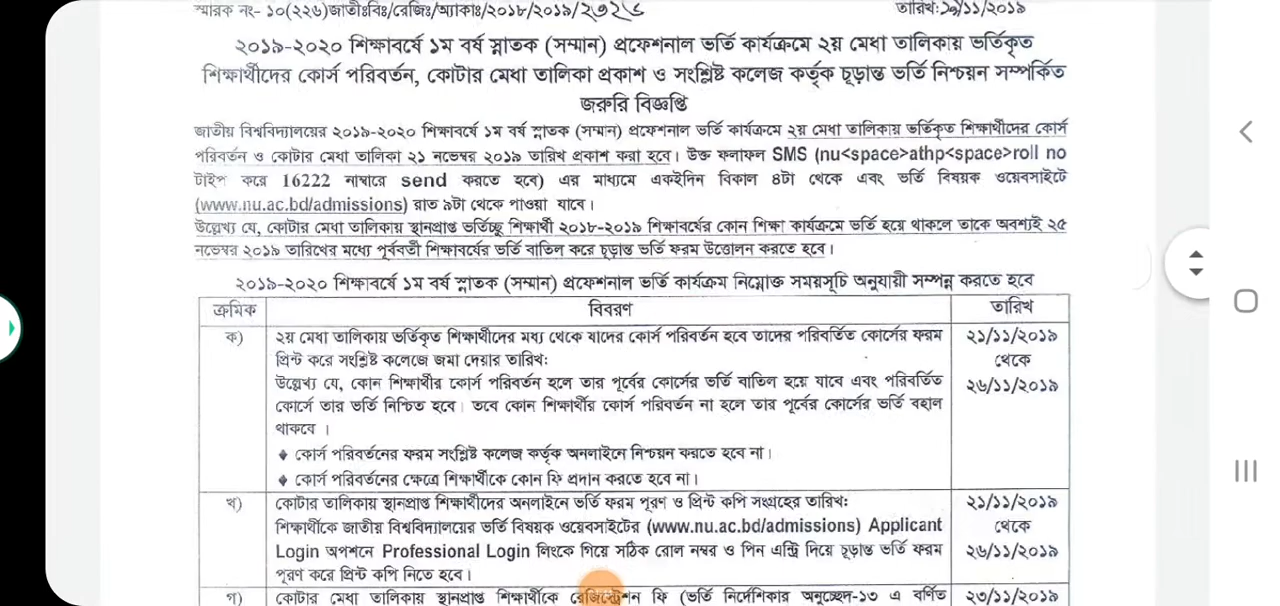 স্মারক নং- ১০(২২৬)জাতীঃবিঃ/রেজিঃ/অ্যাকাঃ/২০১৮/২০১৯/২৭২৫ তারিখ:১৯/১১/২০১৯
২০১৯-২০২০ শিক্ষাবর্ষে ১ম বর্ষ স্নাতক (সম্মান) প্রফেশনাল ভর্তি কার্যক্রমে ২য় মেধা তালিকায় ভর্তিকৃত
শিক্ষার্থীদের কোর্স পরিবর্তন, কোটার মেধা তালিকা প্রকাশ ও সংশ্লিষ্ট কলেজ কর্তৃক চূড়ান্ত ভর্তি নিশ্চয়ন সম্পর্কিত
জরুরি বিজ্ঞপ্তি
জাতীয় বিশ্ববিদ্যালয়ের ২০১৯-২০২০ শিক্ষাবর্ষে ১ম বর্ষ স্নাতক (সম্মান) প্রফেশনাল ভর্তি কার্যক্রমে ২য় মেধা তালিকায় ভর্তিকৃত শিক্ষার্থীদের কোর্স
পরিবর্তন ও কোটার মেধা তালিকা ২১ নভেম্বর ২০১৯ তারিখ প্রকাশ করা হবে। উক্ত ফলাফল SMS (nu<space>athp<space>roll no
টাইপ করে 16222 নাম্বারে send করতে হবে) এর মাধ্যমে একইদিন বিকাল ৪টা থেকে এবং ভর্তি বিষয়ক ওয়েবসাইটে
(www.nu.ac.bd/admissions) রাত ৯টা থেকে পাওয়া যাবে।
উল্লেখ্য যে, কোটার মেধা তালিকায় স্থানপ্রাপ্ত ভর্তিচ্ছু শিক্ষার্থী ২০১৮-২০১৯ শিক্ষাবর্ষের কোন শিক্ষা কার্যক্রমে ভর্তি হয়ে থাকলে তাকে অবশ্যই ২৫
নভেম্বর ২০১৯ তারিখের মধ্যে পূর্ববর্তী শিক্ষাবর্ষের ভর্তি বাতিল করে চূড়ান্ত ভর্তি ফরম উত্তোলন করতে হবে।
২০১৯-২০২০ শিক্ষাবর্ষে ১ম বর্ষ স্নাতক (সম্মান) প্রফেশনাল ভর্তি কার্যক্রম নিম্নোক্ত সময়সূচি অনুযায়ী সম্পন্ন করতে হবে
ক্রমিক বিবরণ তারিখ
ক) ২য় মেধা তালিকায় ভর্তিকৃত শিক্ষার্থীদের মধ্য থেকে যাদের কোর্স পরিবর্তন হবে তাদের পরিবর্তিত কোর্সের ফরম ২১/১১/২০১৯
প্রিন্ট করে সংশ্লিষ্ট কলেজে জমা দেয়ার তারিখ: থেকে
উল্লেখ্য যে, কোন শিক্ষার্থীর কোর্স পরিবর্তন হলে তার পূর্বের কোর্সের ভর্তি বাতিল হয়ে যাবে এবং পরিবর্তিত ২৬/১১/২০১৯
কোর্সে তার ভর্তি নিশ্চিত হবে। তবে কোন শিক্ষার্থীর কোর্স পরিবর্তন না হলে তার পূর্বের কোর্সের ভর্তি বহাল
থাকবে ।
♦ কোর্স পরিবর্তনের ফরম সংশ্লিষ্ট কলেজ কর্তৃক অনলাইনে নিশ্চয়ন করতে হবে না।
♦ কোর্স পরিবর্তনের ক্ষেত্রে শিক্ষার্থীকে কোন ফি প্রদান করতে হবে না।
খ) কোটার তালিকায় স্থানপ্রাপ্ত শিক্ষার্থীদের অনলাইনে ভর্তি ফরম পূরণ ও প্রিন্ট কপি সংগ্রহের তারিখ: ২১/১১/২০১৯
শিক্ষার্থীকে জাতীয় বিশ্ববিদ্যালয়ের ভর্তি বিষয়ক ওয়েবসাইটের (www.nu.ac.bd/admissions) Applicant থেকে
Login অপশনে Professional Login লিংকে গিয়ে সঠিক রোল নম্বর ও পিন এন্ট্রি দিয়ে চূড়ান্ত ভর্তি ফরম ২৬/১১/২০১৯
পূরণ করে প্রিন্ট কপি নিতে হবে।
গ) কোটার মেধা তালিকায় স্থানপ্রাপ্ত শিক্ষার্থীকে রেজিস্ট্রেশন ফি (ভর্তি নির্দেশিকার অনুচ্ছেদ-১৩ এ বর্ণিত ২৩/১১/২০১৯